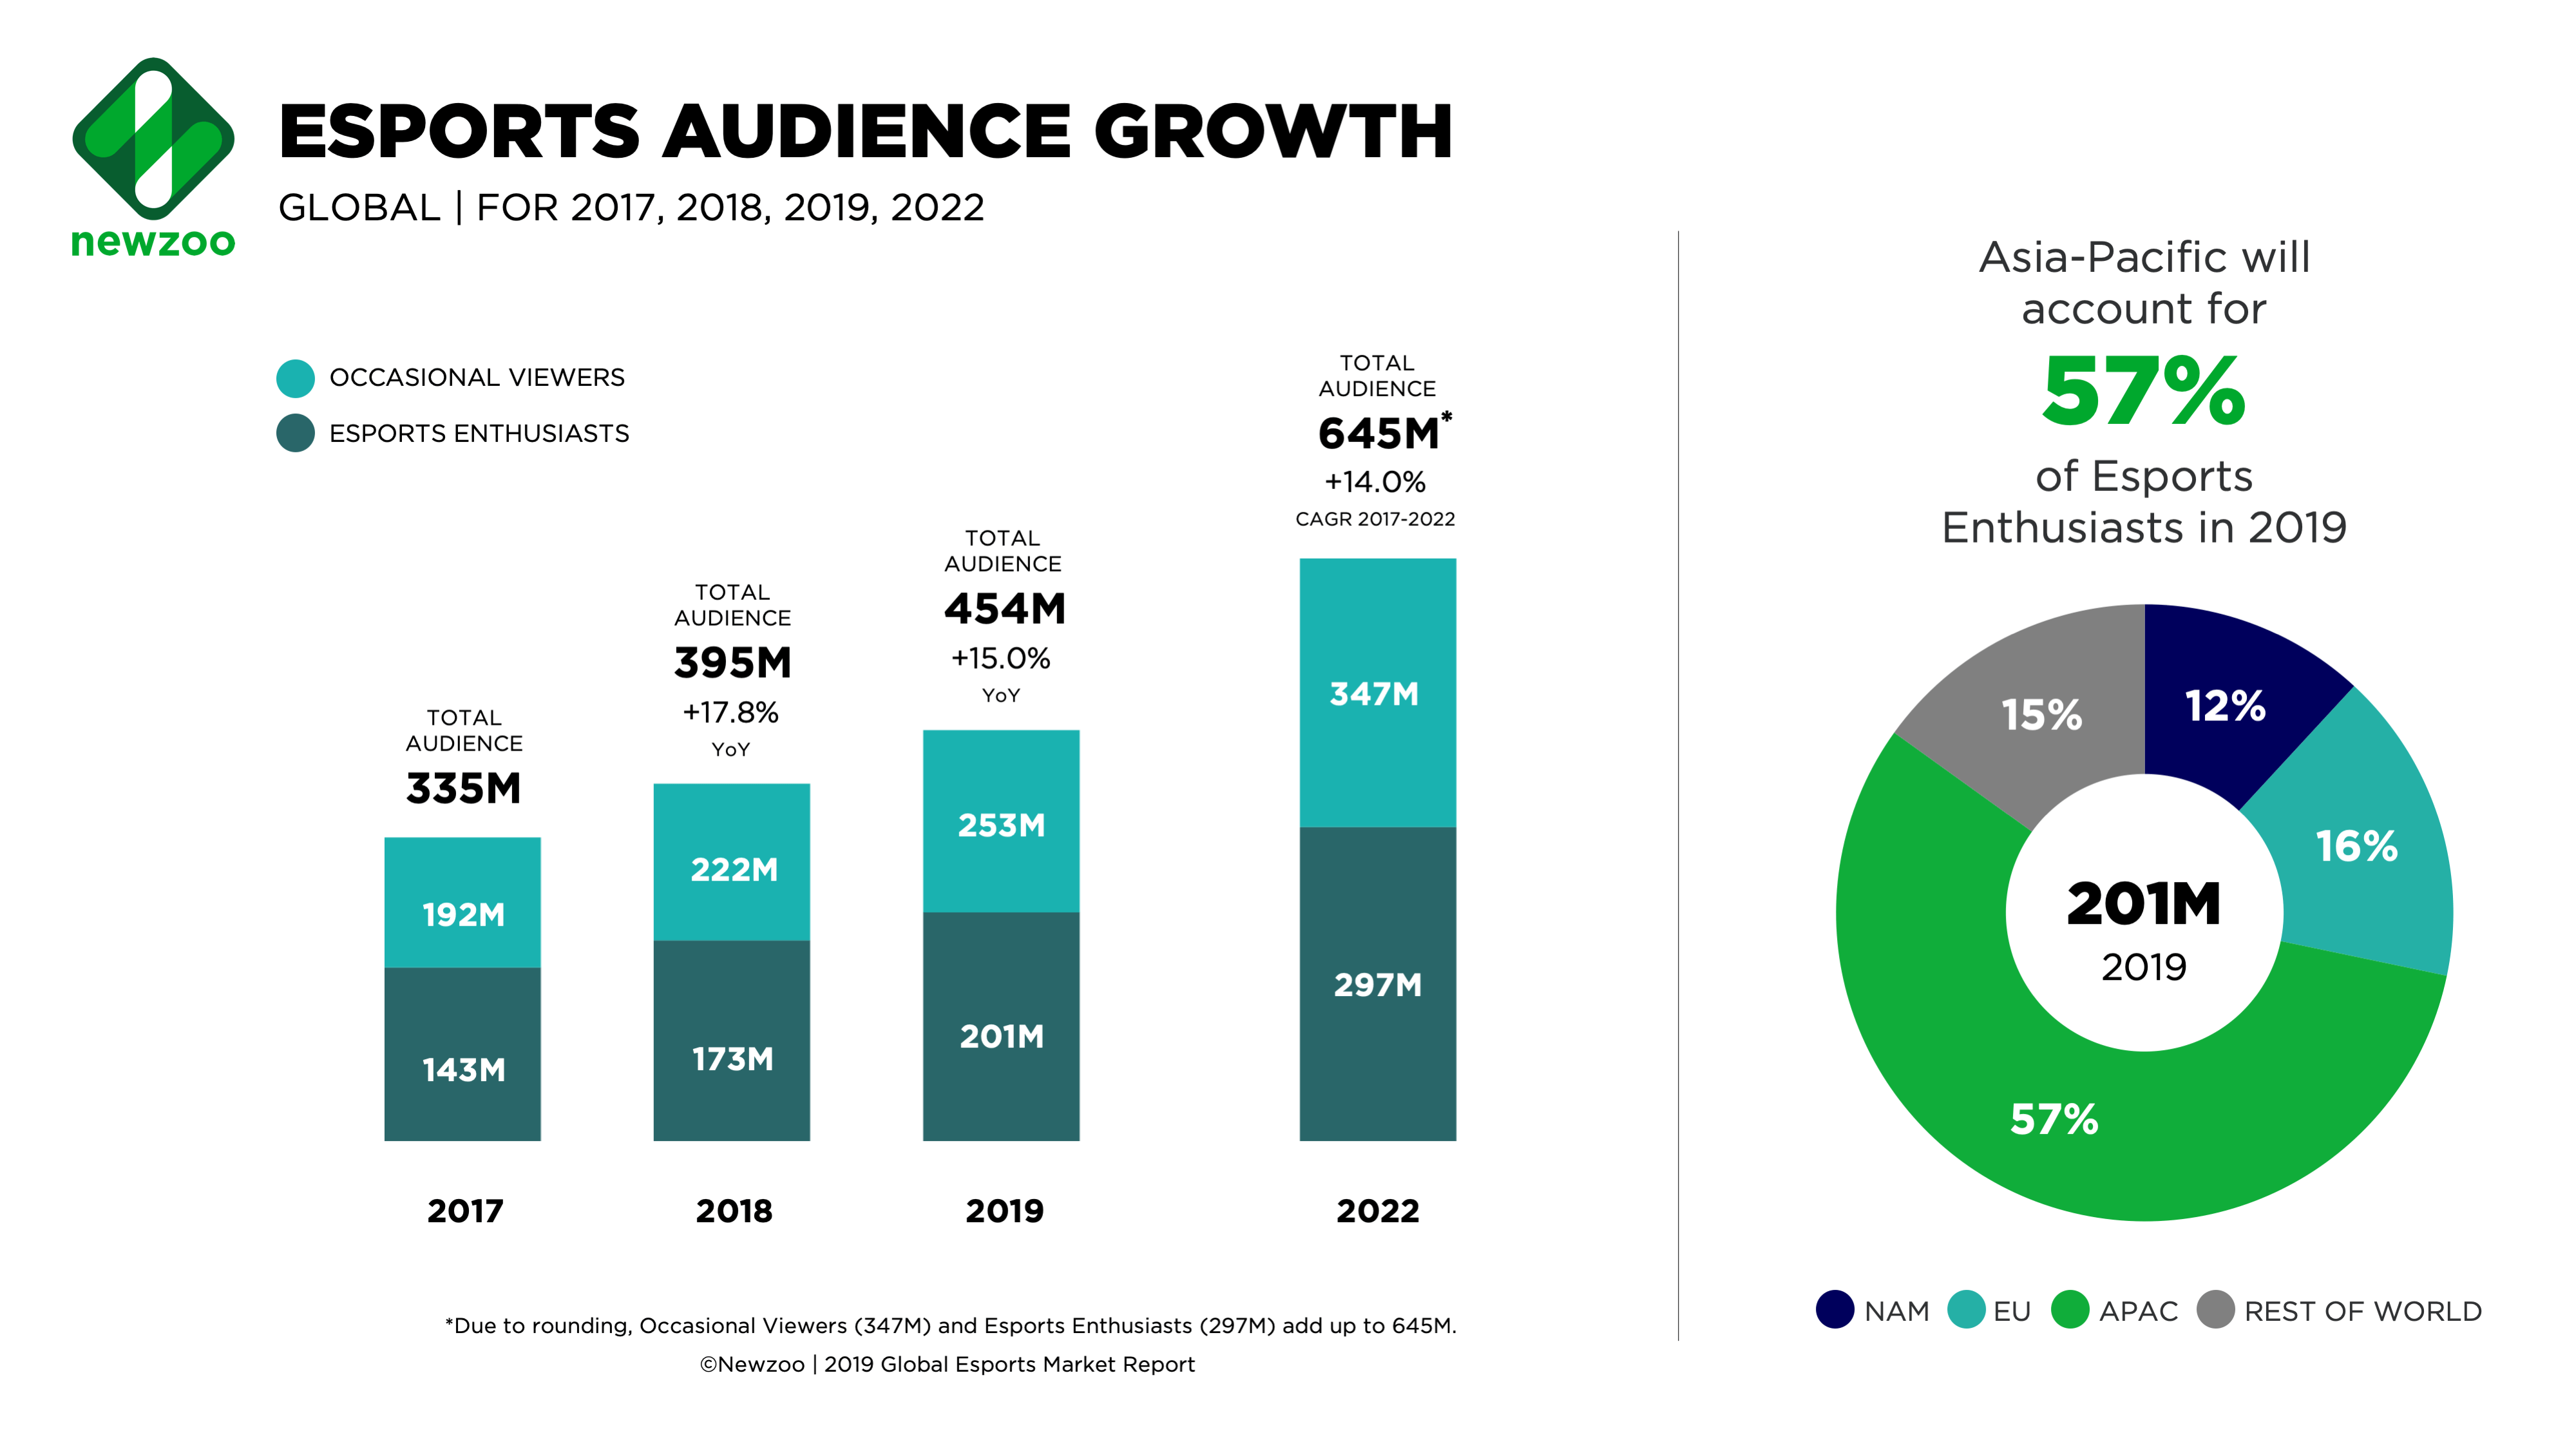 newzoo
ESPORTS AUDIENCE GROWTH
GLOBAL | FOR 2017, 2018, 2019, 2022
OCCASIONAL VIEWERS
ESPORTS ENTHUSIASTS
TOTAL
AUDIENCE
335M
192M
143M
2017
TOTAL
AUDIENCE
395M
+17.8%
YoY
222M
173M
2018
TOTAL
AUDIENCE
454M
+15.0%
YoY
253M
201M
2019
TOTAL
AUDIENCE
645M*
+14.0%
CAGR 2017-2022
347M
297M
2022
*Due to rounding, Occasional Viewers (347M) and Esports Enthusiasts (297M) add up to 645M.
©Newzoo | 2019 Global Esports Market Report
Asia-Pacific will
account for
57%
of Esports
Enthusiasts in 2019
15%
12%
16%
57%
201M
2019
NAM
EU
APAC
REST OF WORLD